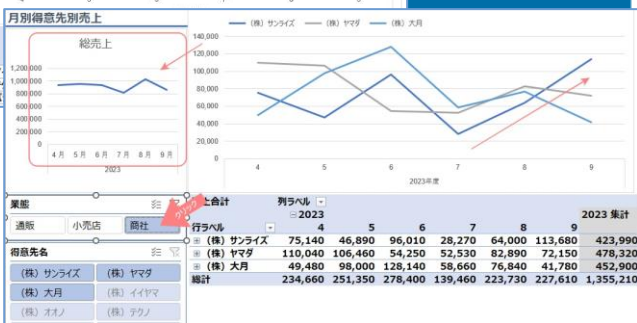 月別得意先別売上
総売上
1,200,000
1,000,000
800,000
600,000
400,000
200,000
0
4月 5月 6月 7月 8月 9月
2023
(株) サンライズ (株) ヤマダ (株) 大月
140,000
120,000
100,000
80,000
60,000
40,000
20,000
0
4 5 6 7 8 9
2023年度
業態
通販 小売店 商社
クリック
得意先名
(株) サンライズ (株) ヤマダ
(株) 大月 (株) イイヤマ
(株) オオノ (株) テクノ
上合計 列ラベル
2023 2023 集計
行ラベル 4 5 6 7 8 9
(株) サンライズ 75,140 46,890 96,010 28,270 64,000 113,680 423,990
(株) ヤマダ 110,040 106,460 54,250 52,530 82,890 72,150 478,320
(株) 大月 49,480 98,000 128,140 58,660 76,840 41,780 452,900
総計 234,660 251,350 278,400 139,460 223,730 227,610 1,355,210